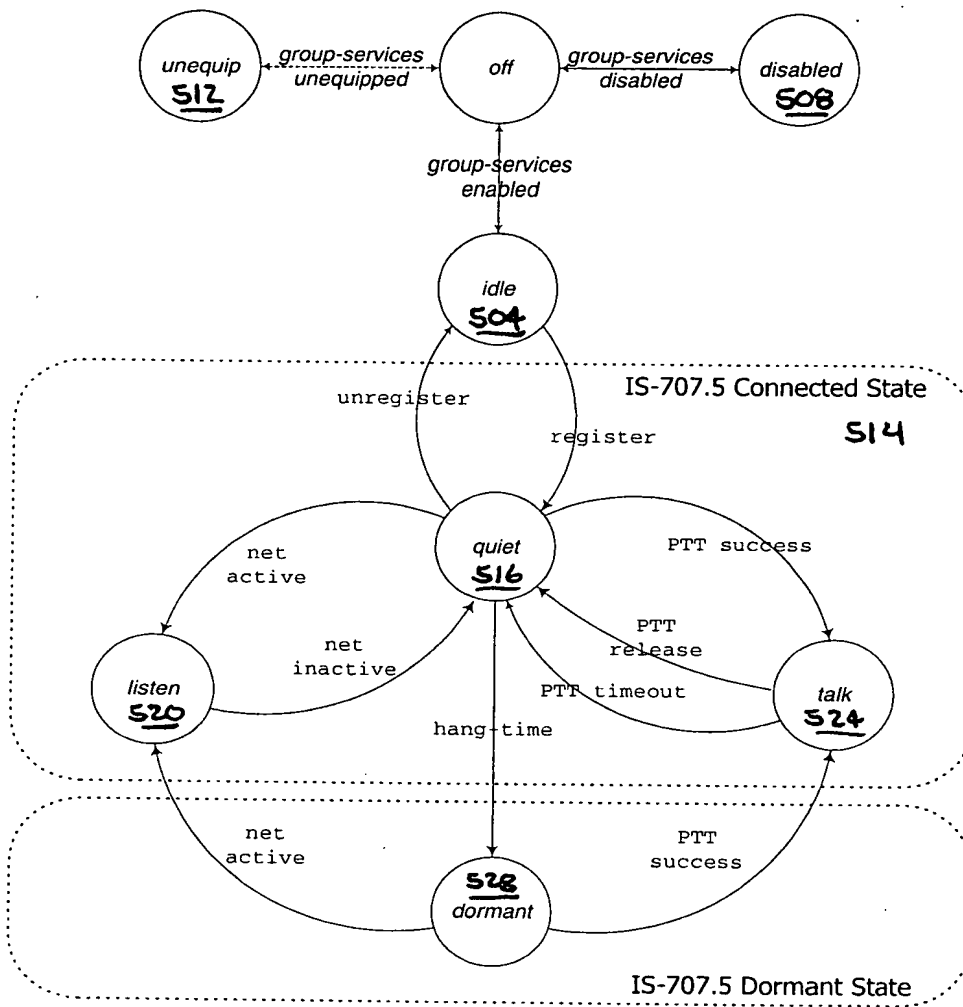 group-services
unequipped
unequip
512
off
group-services
disabled
disabled
508
group-services
enabled
idle
504
IS-707.5 Connected State
514
unregister
register
net
active
quiet
516
PTT success
net
inactive
PTT
release
listen
520
PTT timeout
talk
524
hang-time
net
active
PTT
success
528
dormant
IS-707.5 Dormant State